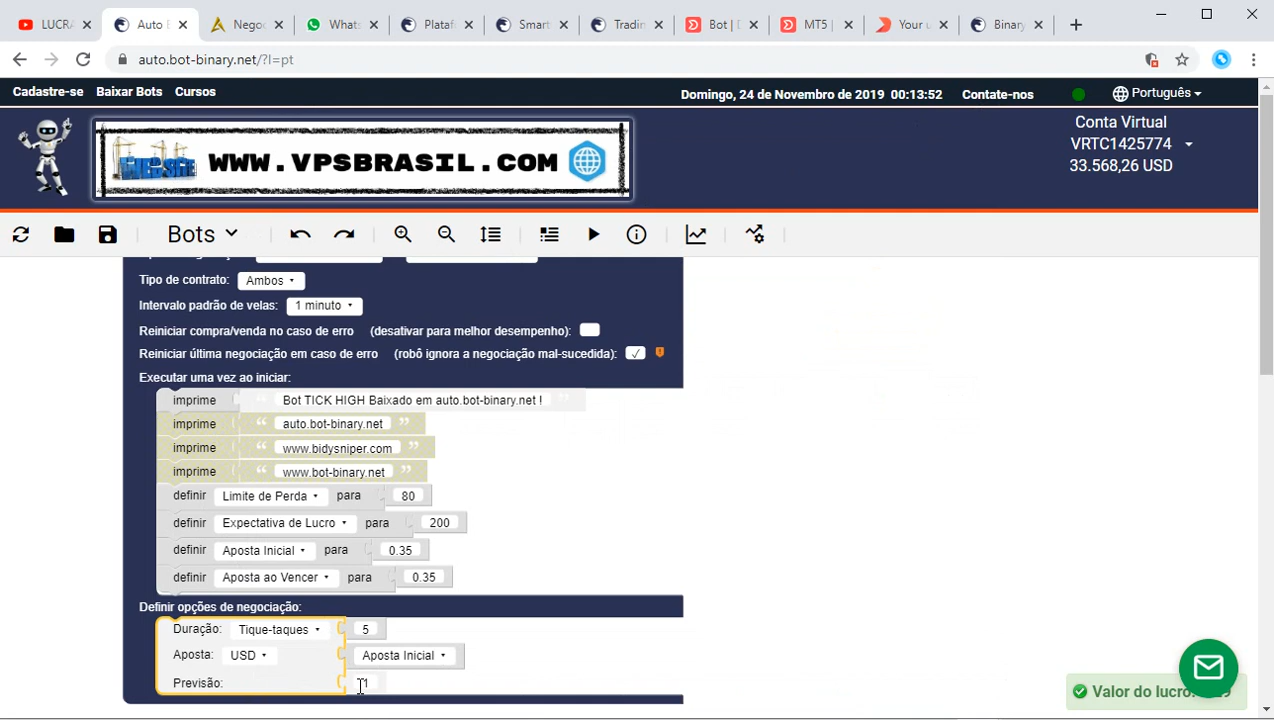 LUCRA
Auto B
Negoc
Whats
Plataf
Smart
Tradin
Bot | D
MT5 |
Your u
Binary
auto.bot-binary.net/?l=pt
Cadastre-se Baixar Bots Cursos
Domingo, 24 de Novembro de 2019 00:13:52 Contate-nos Português
WWW.VPSBRASIL.COM
Conta Virtual
VRTC1425774
33.568,26 USD
Bots
Tipo de contrato: Ambos
Intervalo padrão de velas: 1 minuto
Reiniciar compra/venda no caso de erro (desativar para melhor desempenho):
Reiniciar última negociação em caso de erro (robô ignora a negociação mal-sucedida): ✓
Executar uma vez ao iniciar:
imprime “ Bot TICK HIGH Baixado em auto.bot-binary.net ! ”
imprime “ auto.bot-binary.net ”
imprime “ www.bidysniper.com ”
imprime “ www.bot-binary.net ”
definir Limite de Perda para 80
definir Expectativa de Lucro para 200
definir Aposta Inicial para 0.35
definir Aposta ao Vencer para 0.35
Definir opções de negociação:
Duração: Tique-taques 5
Aposta: USD Aposta Inicial
Previsão: 1
Valor do lucro: